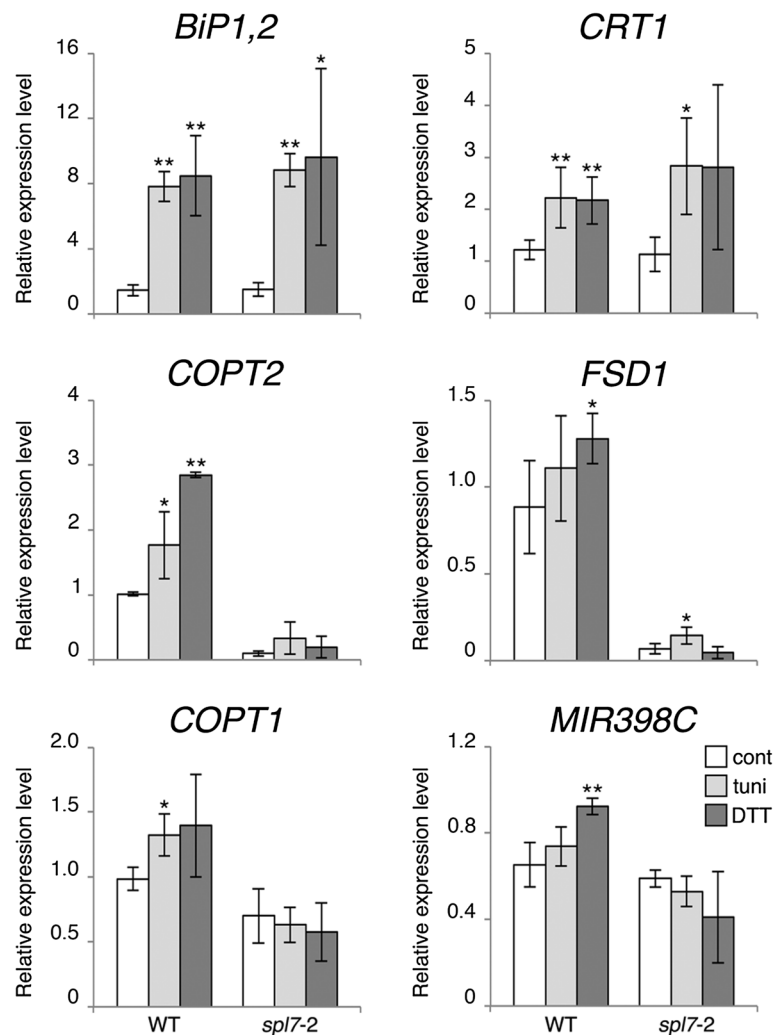 BiP1,2
CRT1
Relative expression level
16
12
8
4
0
**
**
**
*
Relative expression level
5
4
3
2
1
0
**
**
*
COPT2
FSD1
Relative expression level
4
3
2
1
0
*
**
Relative expression level
1.5
1.0
0.5
0
*
*
COPT1
MIR398C
Relative expression level
2.0
1.5
1.0
0.5
0
*
WT
spl7-2
Relative expression level
1.2
0.8
0.4
0
**
cont
tuni
DTT
WT
spl7-2